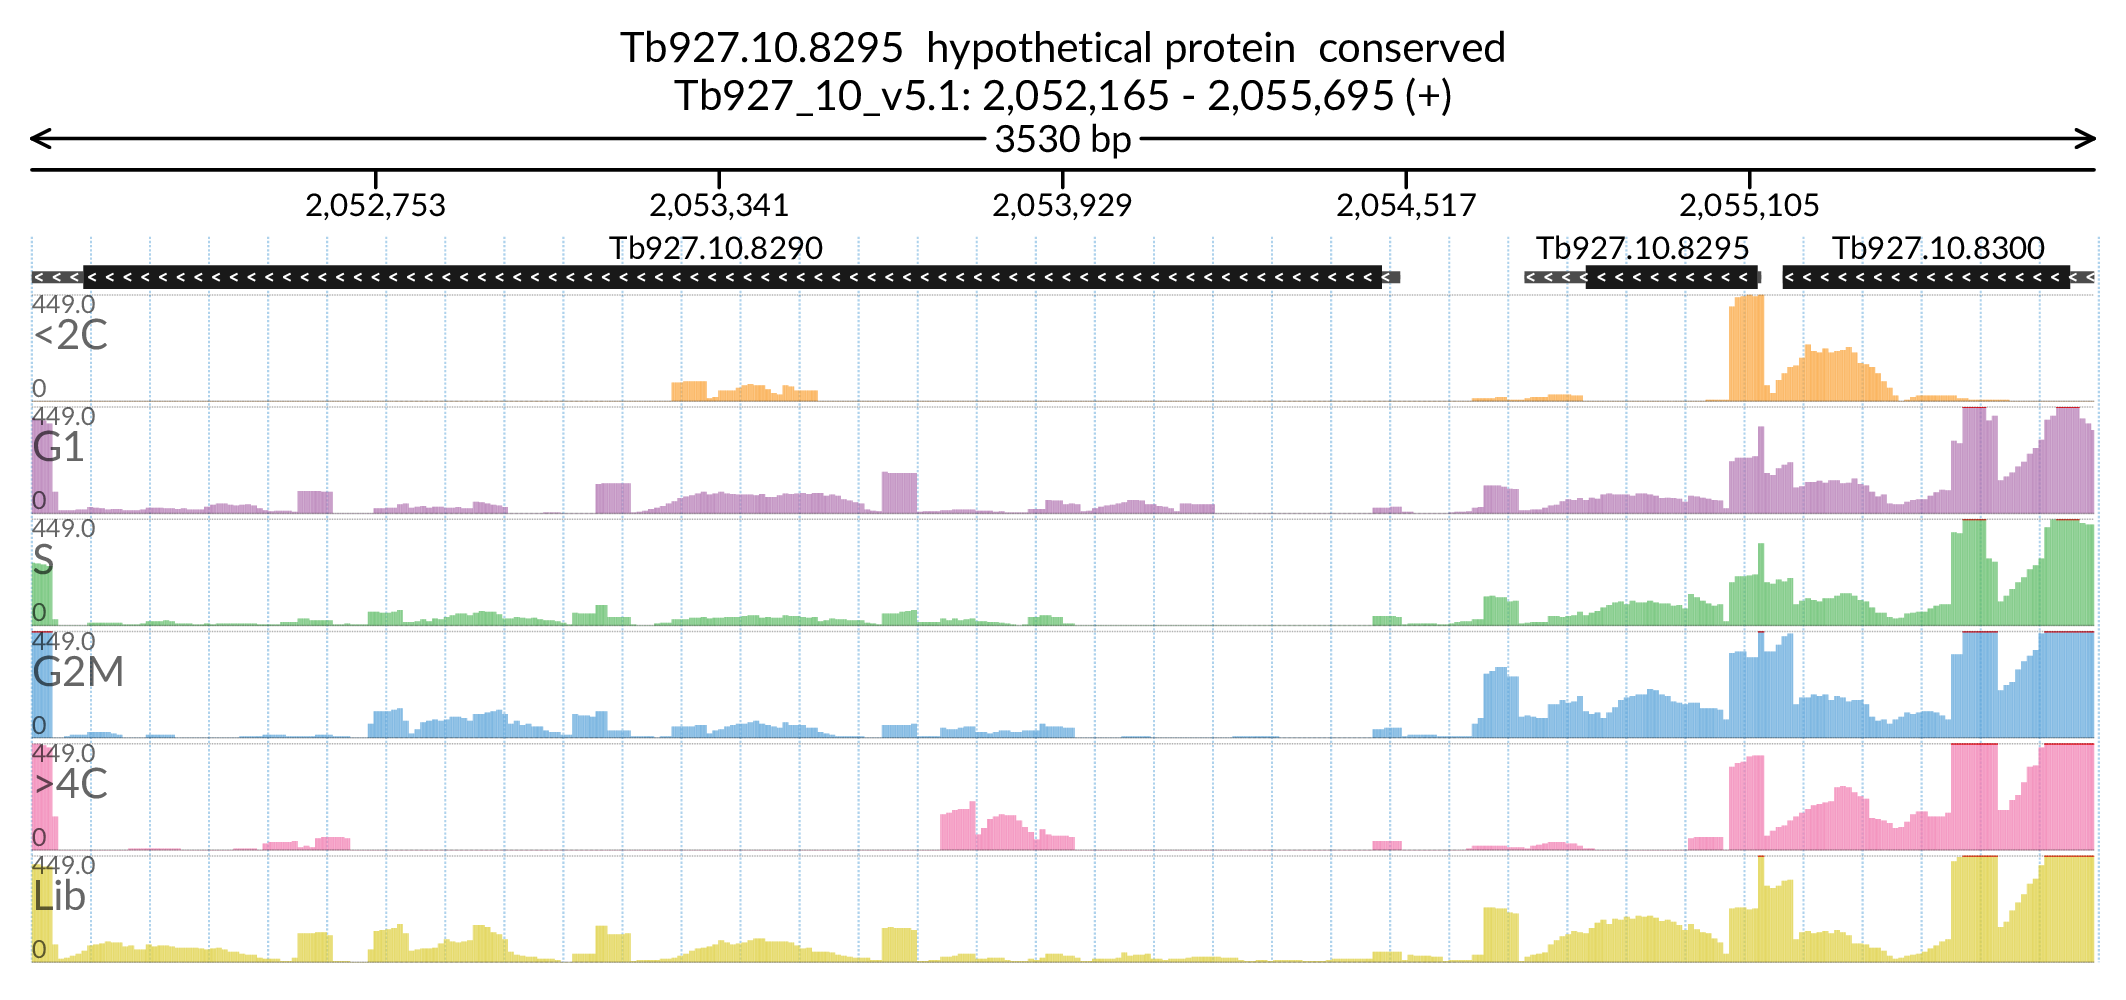 Tb927.10.8295  hypothetical protein  conserved
Tb927_10_v5.1: 2,052,165 - 2,055,695 (+)
3530 bp
2,052,753 2,053,341 2,053,929 2,054,517 2,055,105
Tb927.10.8290 Tb927.10.8295 Tb927.10.8300
449.0
<2C
0
449.0
G1
0
449.0
S
0
449.0
G2M
0
449.0
>4C
0
449.0
Lib
0